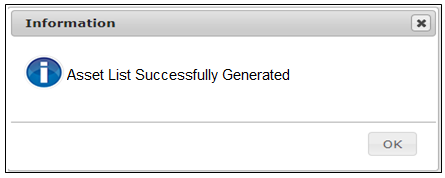 Information
Asset List Successfully Generated
OK